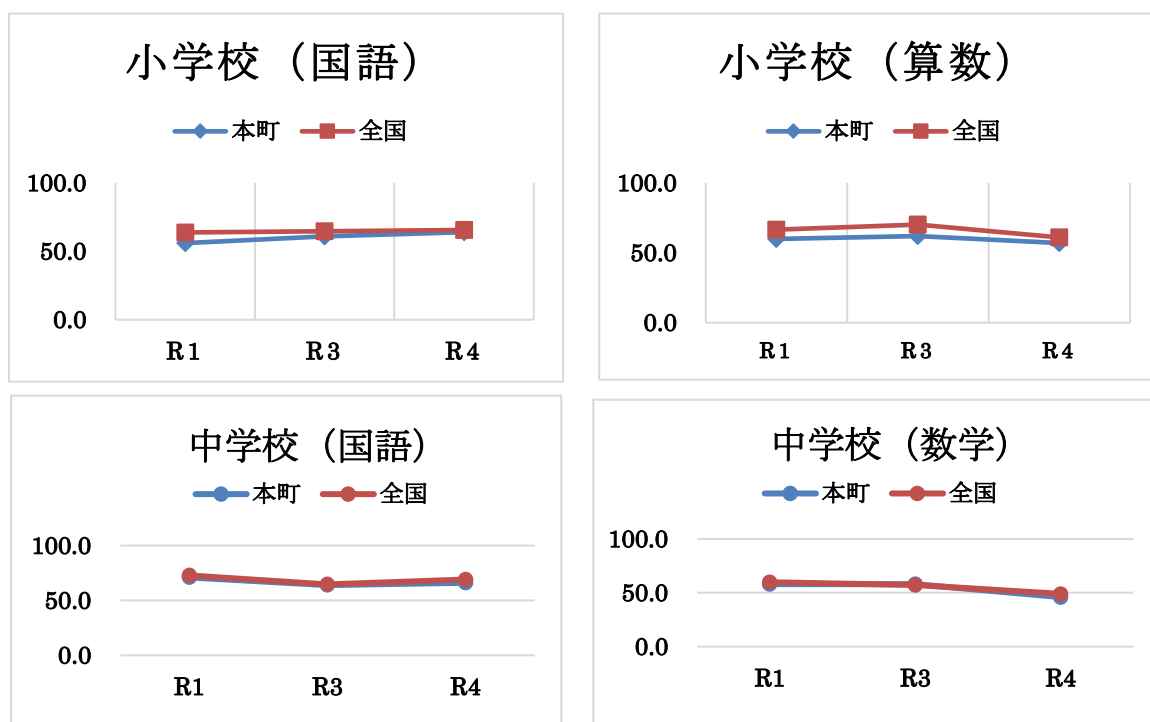 小学校（国語）
本町 全国
100.0
50.0
0.0
R1 R3 R4
小学校（算数）
本町 全国
100.0
50.0
0.0
R1 R3 R4
中学校（国語）
本町 全国
100.0
50.0
0.0
R1 R3 R4
中学校（数学）
本町 全国
100.0
50.0
0.0
R1 R3 R4